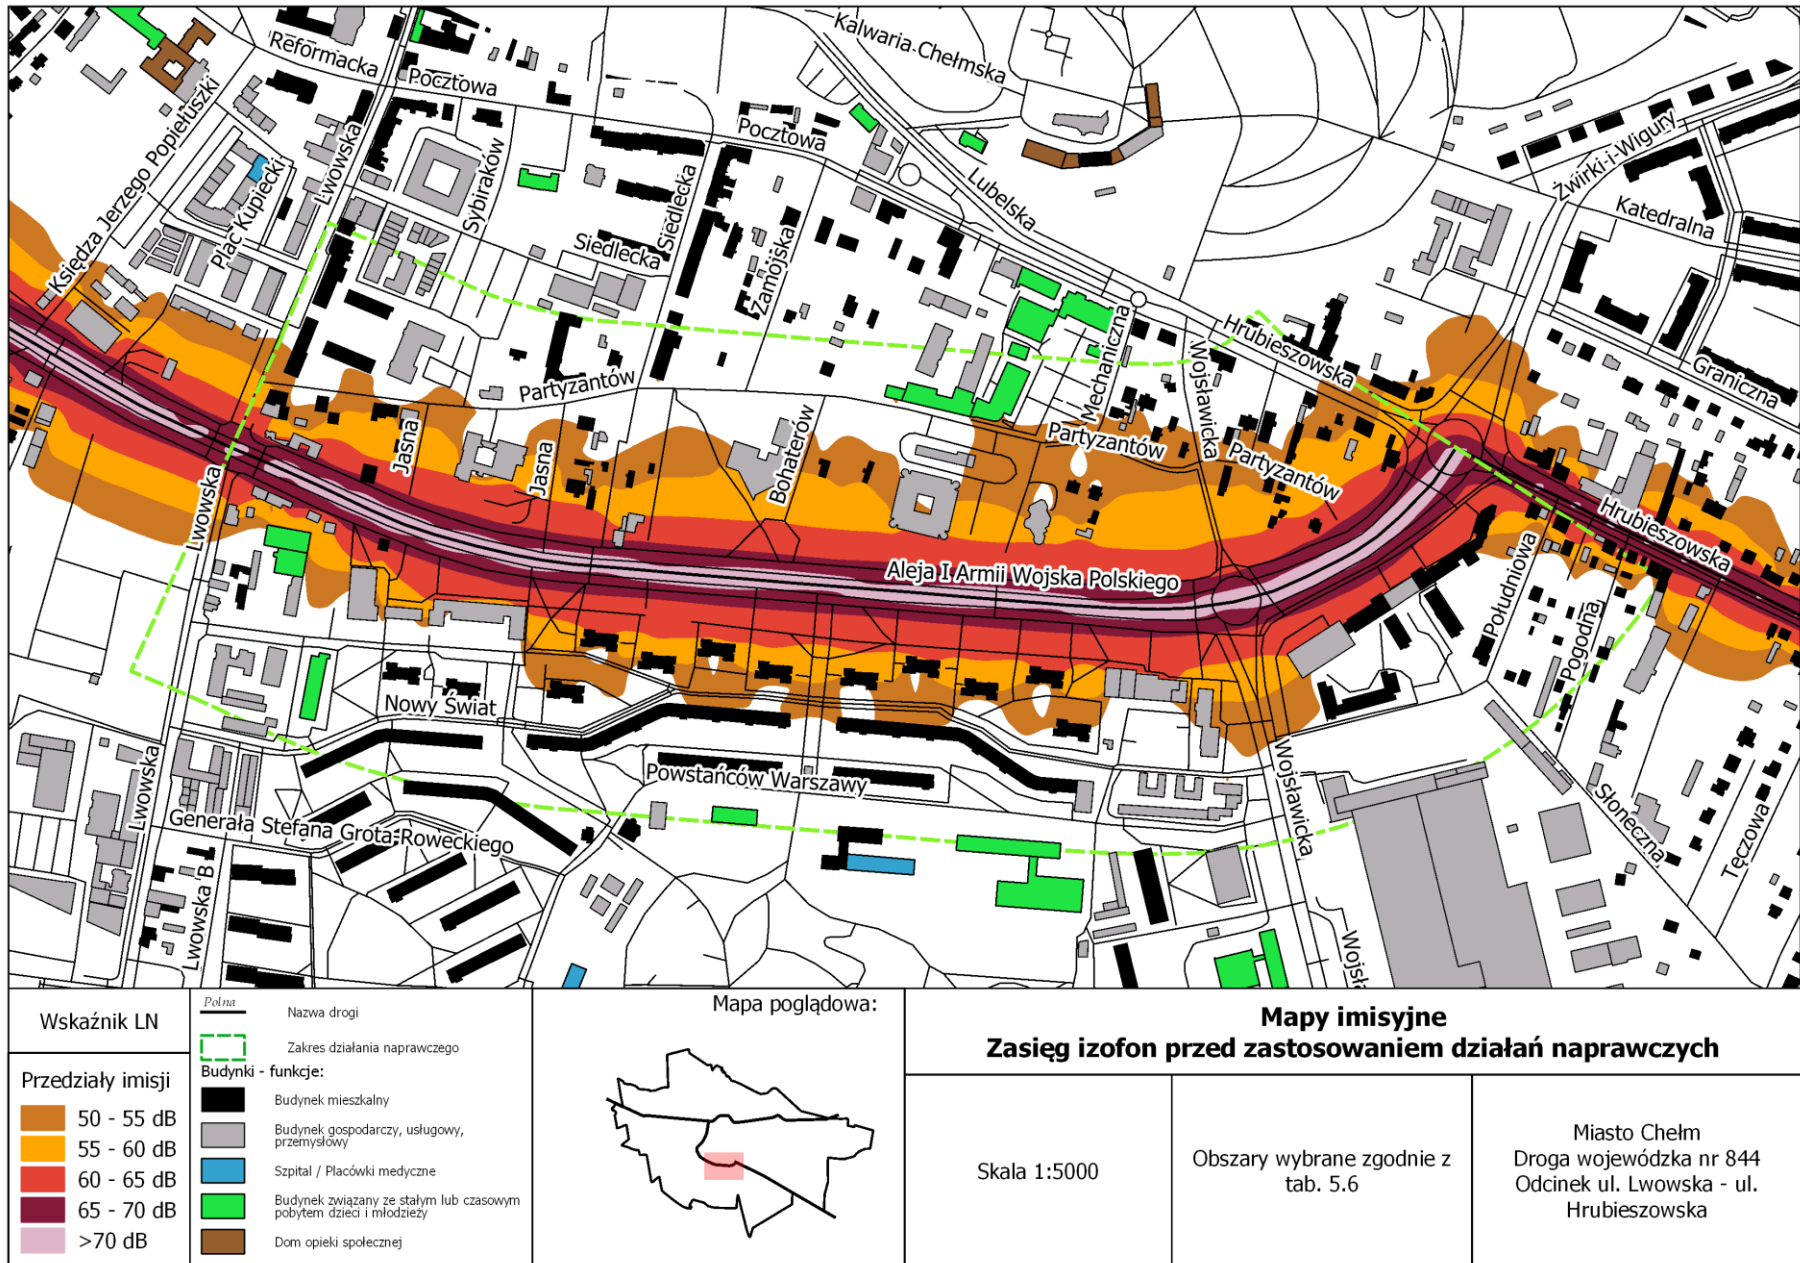 Kalwaria-Chełmska
Reformacka
Pocztowa
Pocztowa
Księdza Jerzego Popiełuszki
Plac Kupiecki
Lwowska
Sybiraków
Siedlecka
Siedlecka
Zamojska
Lubelska
Żwirki-i-Wigury
Katedralna
Graniczna
Hrubieszowska
Mechaniczna
Wojsławicka
Partyzantów
Partyzantów
Partyzantów
Jasna
Jasna
Bohaterów
Lwowska
Aleja I Armii Wojska Polskiego
Hrubieszowska
Południowa
Pogodna
Nowy Świat
Powstańców Warszawy
Lwowska
Generała Stefana Grota-Roweckiego
Lwowska B
Wojsławicka
Słoneczna
Tęczowa
Wskaźnik LN
Przedziały imisji
50 - 55 dB
55 - 60 dB
60 - 65 dB
65 - 70 dB
>70 dB
Polna
Nazwa drogi
Zakres działania naprawczego
Budynki - funkcje:
Budynek mieszkalny
Budynek gospodarczy, usługowy,
przemysłowy
Szpital / Placówki medyczne
Budynek związany ze stałym lub czasowym
pobytem dzieci i młodzieży
Dom opieki społecznej
Mapa poglądowa:
Mapy imisyjne
Zasięg izofon przed zastosowaniem działań naprawczych
Skala 1:5000
Obszary wybrane zgodnie z
tab. 5.6
Miasto Chełm
Droga wojewódzka nr 844
Odcinek ul. Lwowska - ul.
Hrubieszowska